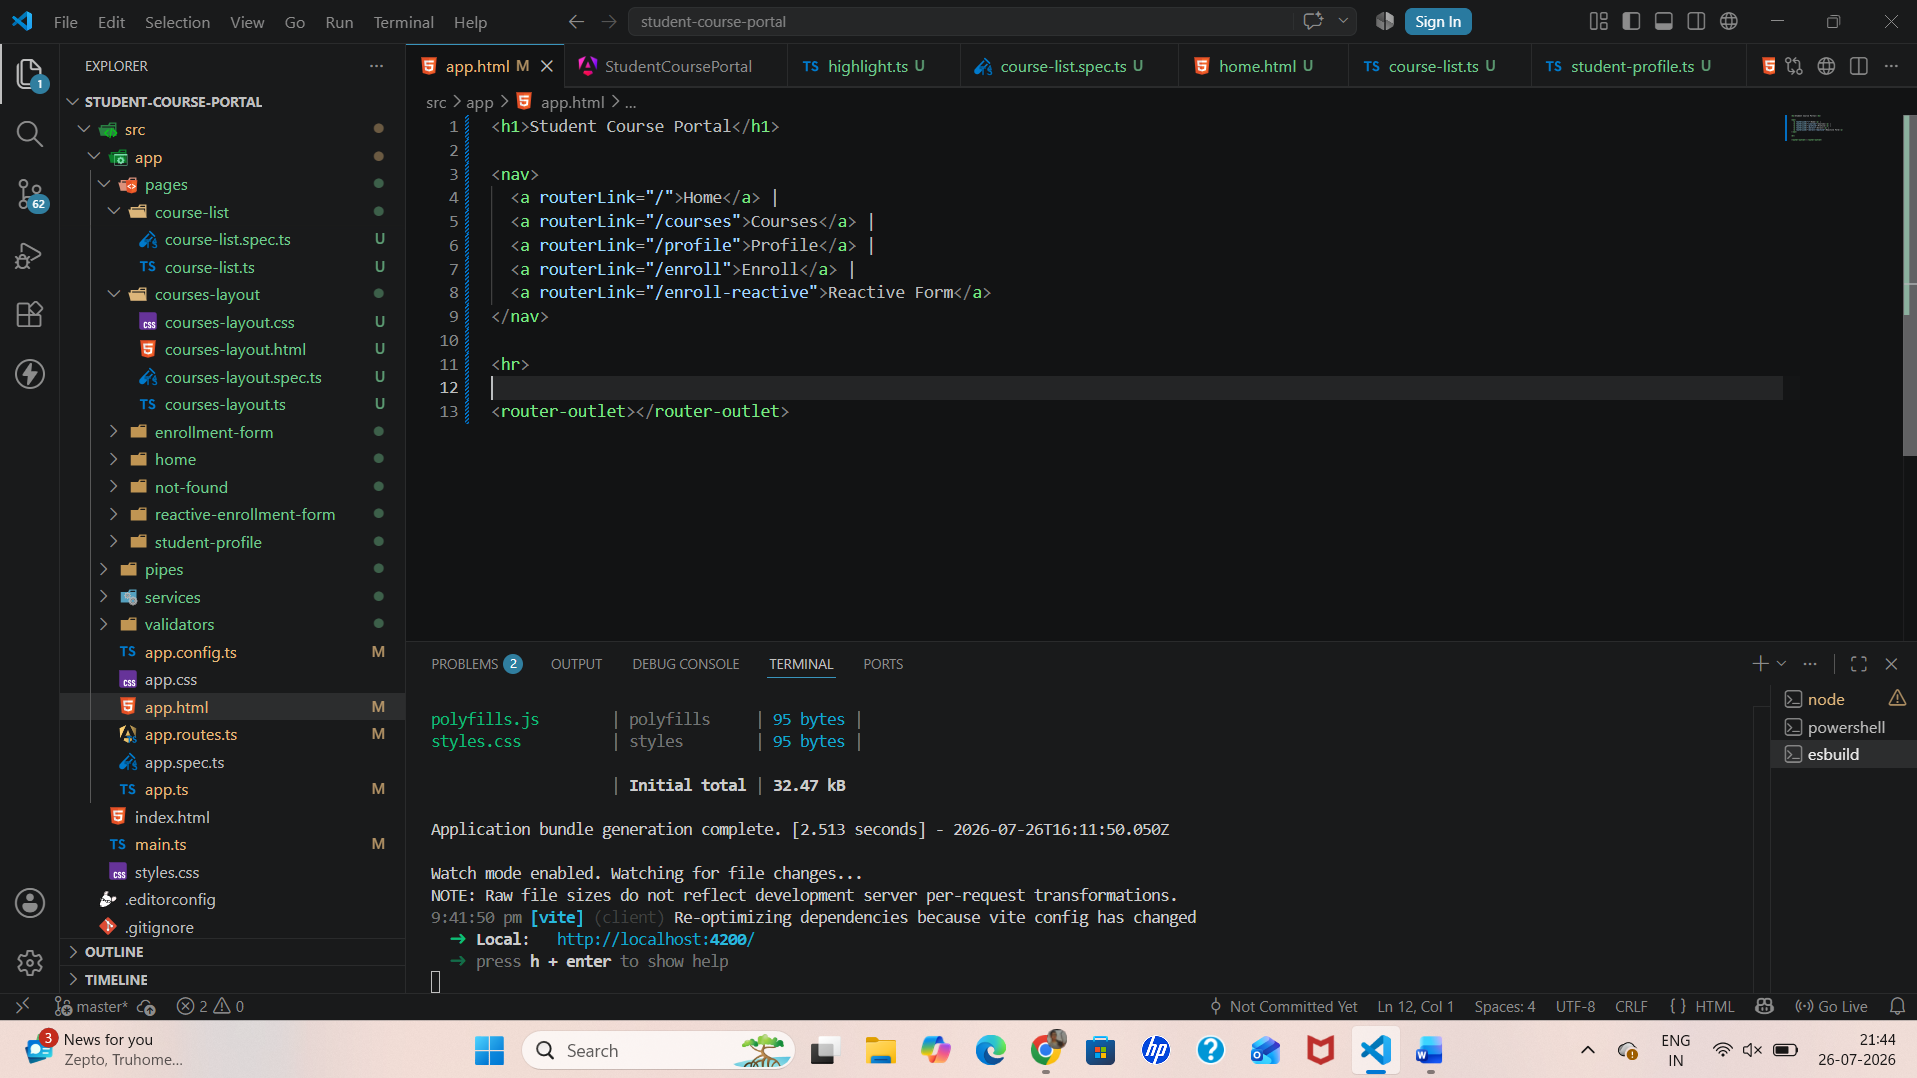 File Edit Selection View Go Run Terminal Help
student-course-portal
Sign In
EXPLORER
STUDENT-COURSE-PORTAL
src
app
pages
course-list
course-list.spec.ts U
course-list.ts U
courses-layout
courses-layout.css U
courses-layout.html U
courses-layout.spec.ts U
courses-layout.ts U
enrollment-form
home
not-found
reactive-enrollment-form
student-profile
pipes
services
validators
app.config.ts M
app.css
app.html M
app.routes.ts M
app.spec.ts
app.ts M
index.html
main.ts M
styles.css
.editorconfig
.gitignore
OUTLINE
TIMELINE
1
62
app.html M
StudentCoursePortal
TS highlight.ts U
course-list.spec.ts U
home.html U
TS course-list.ts U
TS student-profile.ts U
src > app > app.html > ...
1 <h1>Student Course Portal</h1>
2
3 <nav>
4 <a routerLink="/">Home</a> |
5 <a routerLink="/courses">Courses</a> |
6 <a routerLink="/profile">Profile</a> |
7 <a routerLink="/enroll">Enroll</a> |
8 <a routerLink="/enroll-reactive">Reactive Form</a>
9 </nav>
10
11 <hr>
12
13 <router-outlet></router-outlet>
PROBLEMS 2 OUTPUT DEBUG CONSOLE TERMINAL PORTS
polyfills.js | polyfills | 95 bytes |
styles.css | styles | 95 bytes |
| Initial total | 32.47 kB
Application bundle generation complete. [2.513 seconds] - 2026-07-26T16:11:50.050Z
Watch mode enabled. Watching for file changes...
NOTE: Raw file sizes do not reflect development server per-request transformations.
9:41:50 pm [vite] (client) Re-optimizing dependencies because vite config has changed
➜ Local: http://localhost:4200/
➜ press h + enter to show help
node
powershell
esbuild
master* 2 0
Not Committed Yet Ln 12, Col 1 Spaces: 4 UTF-8 CRLF { } HTML Go Live
3
News for you
Zepto, Truhome...
Search
hp
ENG
IN
21:44
26-07-2026